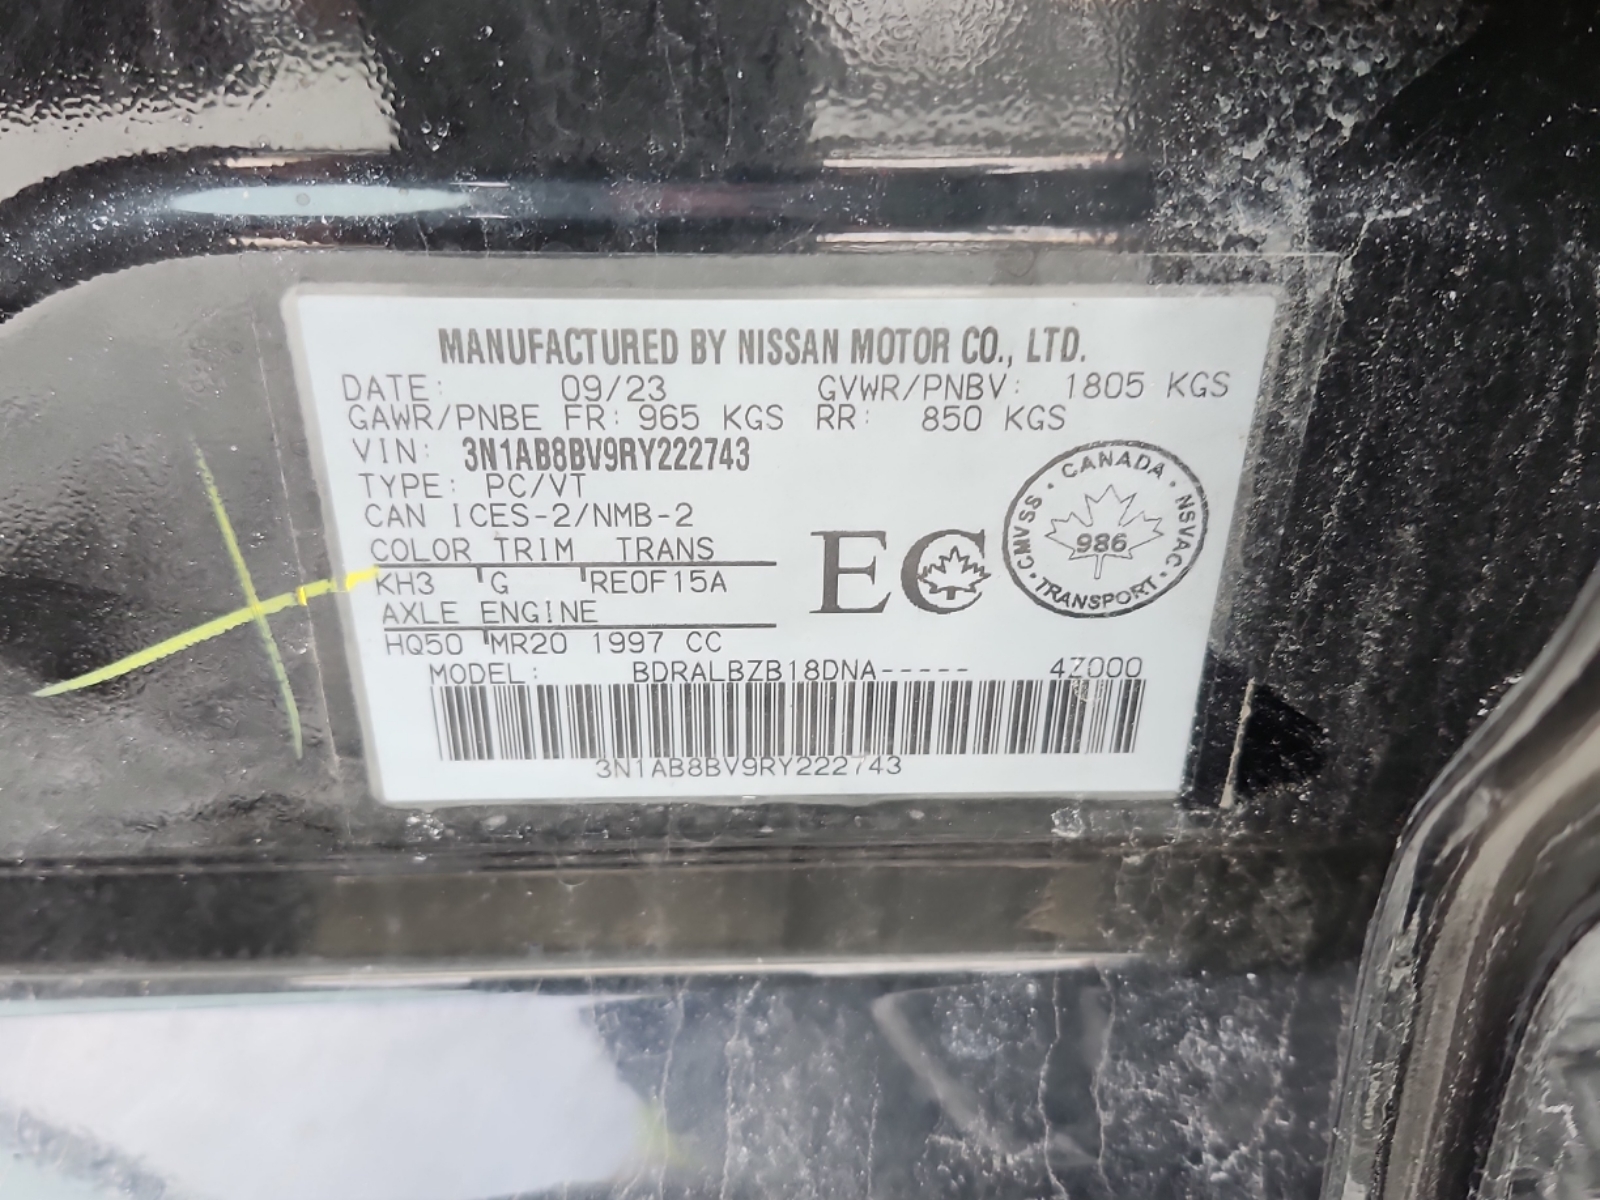 MANUFACTURED BY NISSAN MOTOR CO., LTD.
DATE: 09/23 GVWR/PNBV: 1805 KGS
GAWR/PNBE FR: 965 KGS RR: 850 KGS
VIN: 3N1AB8BV9RY222743
TYPE: PC/VT
CAN ICES-2/NMB-2
COLOR TRIM TRANS
KH3 G RE0F15A
AXLE ENGINE
HQ50 MR20 1997 CC
EC
CANADA
CMVSS · NSVAC
986
TRANSPORT
MODEL: BDRALBZB18DNA----- 4Z000
3N1AB8BV9RY222743